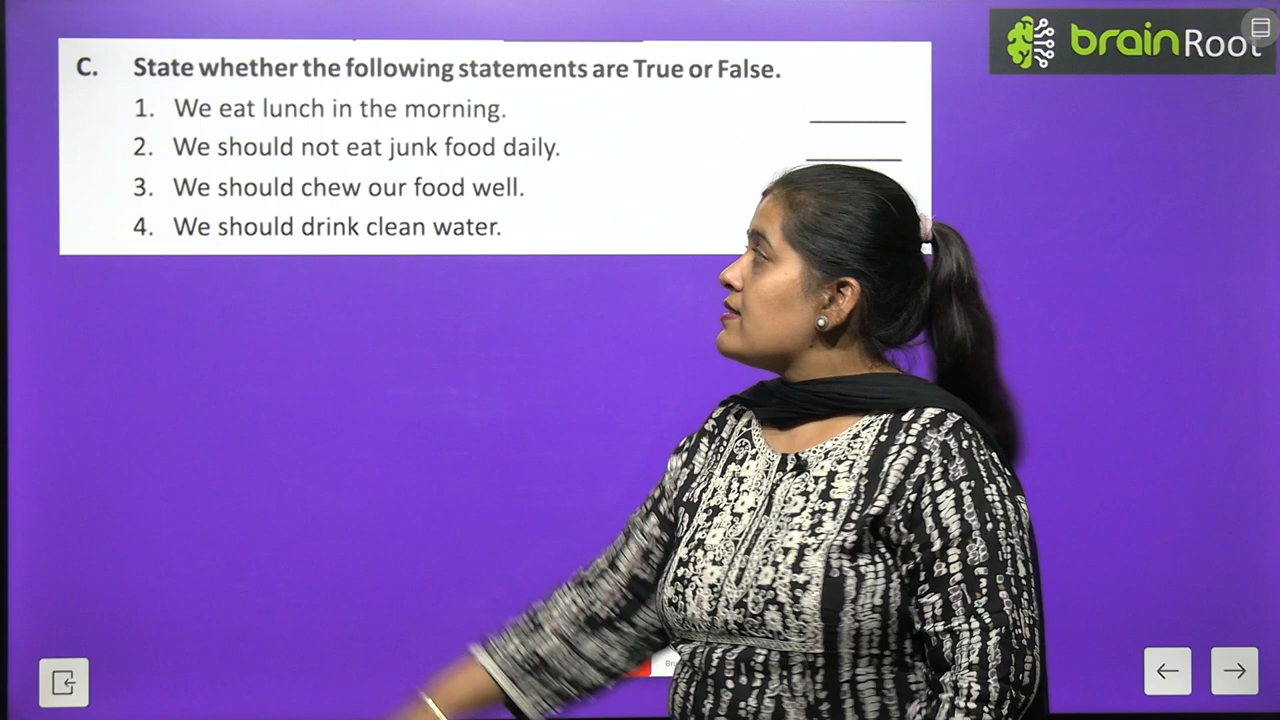 brainRoot
C. State whether the following statements are True or False.
1. We eat lunch in the morning.
2. We should not eat junk food daily.
3. We should chew our food well.
4. We should drink clean water.